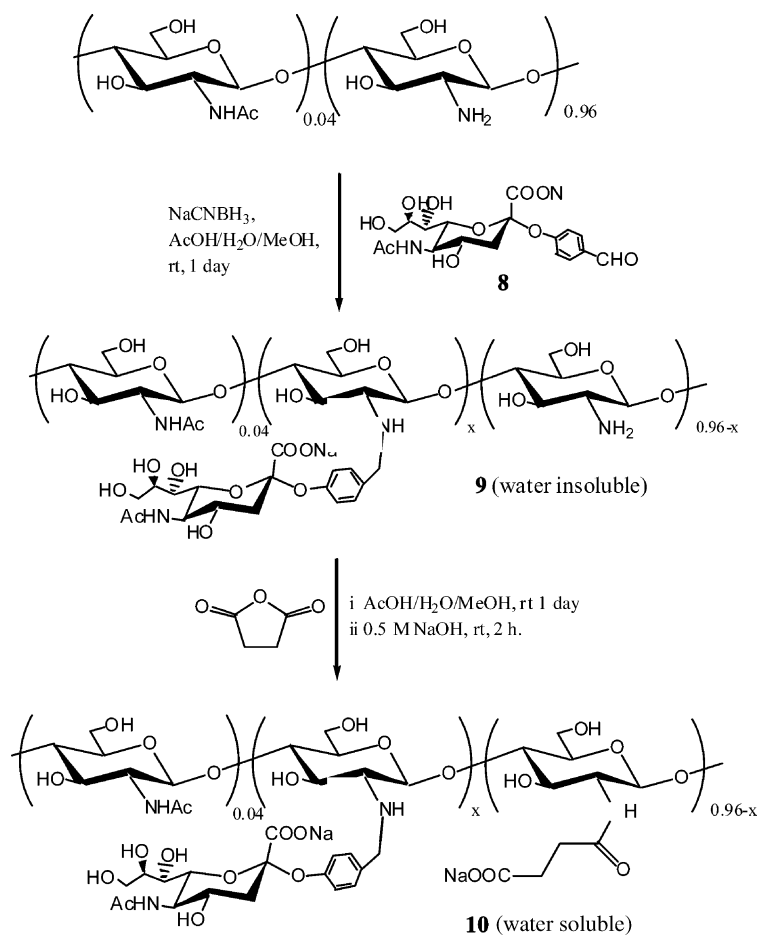 OH OH
O O
HO O HO O
NHAc 0.04 NH2 0.96
NaCNBH3,
AcOH/H2O/MeOH,
rt, 1 day
OH OH COON
HO O
AcHN O CHO
HO
8
OH OH OH
O O O
HO O HO O HO O
NHAc 0.04 NH x NH2 0.96-x
COONa
HO OH
HO O
AcHN O
HO
9 (water insoluble)
O O O
i AcOH/H2O/MeOH, rt 1 day
ii 0.5 M NaOH, rt, 2 h.
OH OH OH
O O O
HO O HO O HO O
NHAc 0.04 NH x H 0.96-x
COONa
HO OH
HO O
AcHN O
HO
NaOOC O
10 (water soluble)